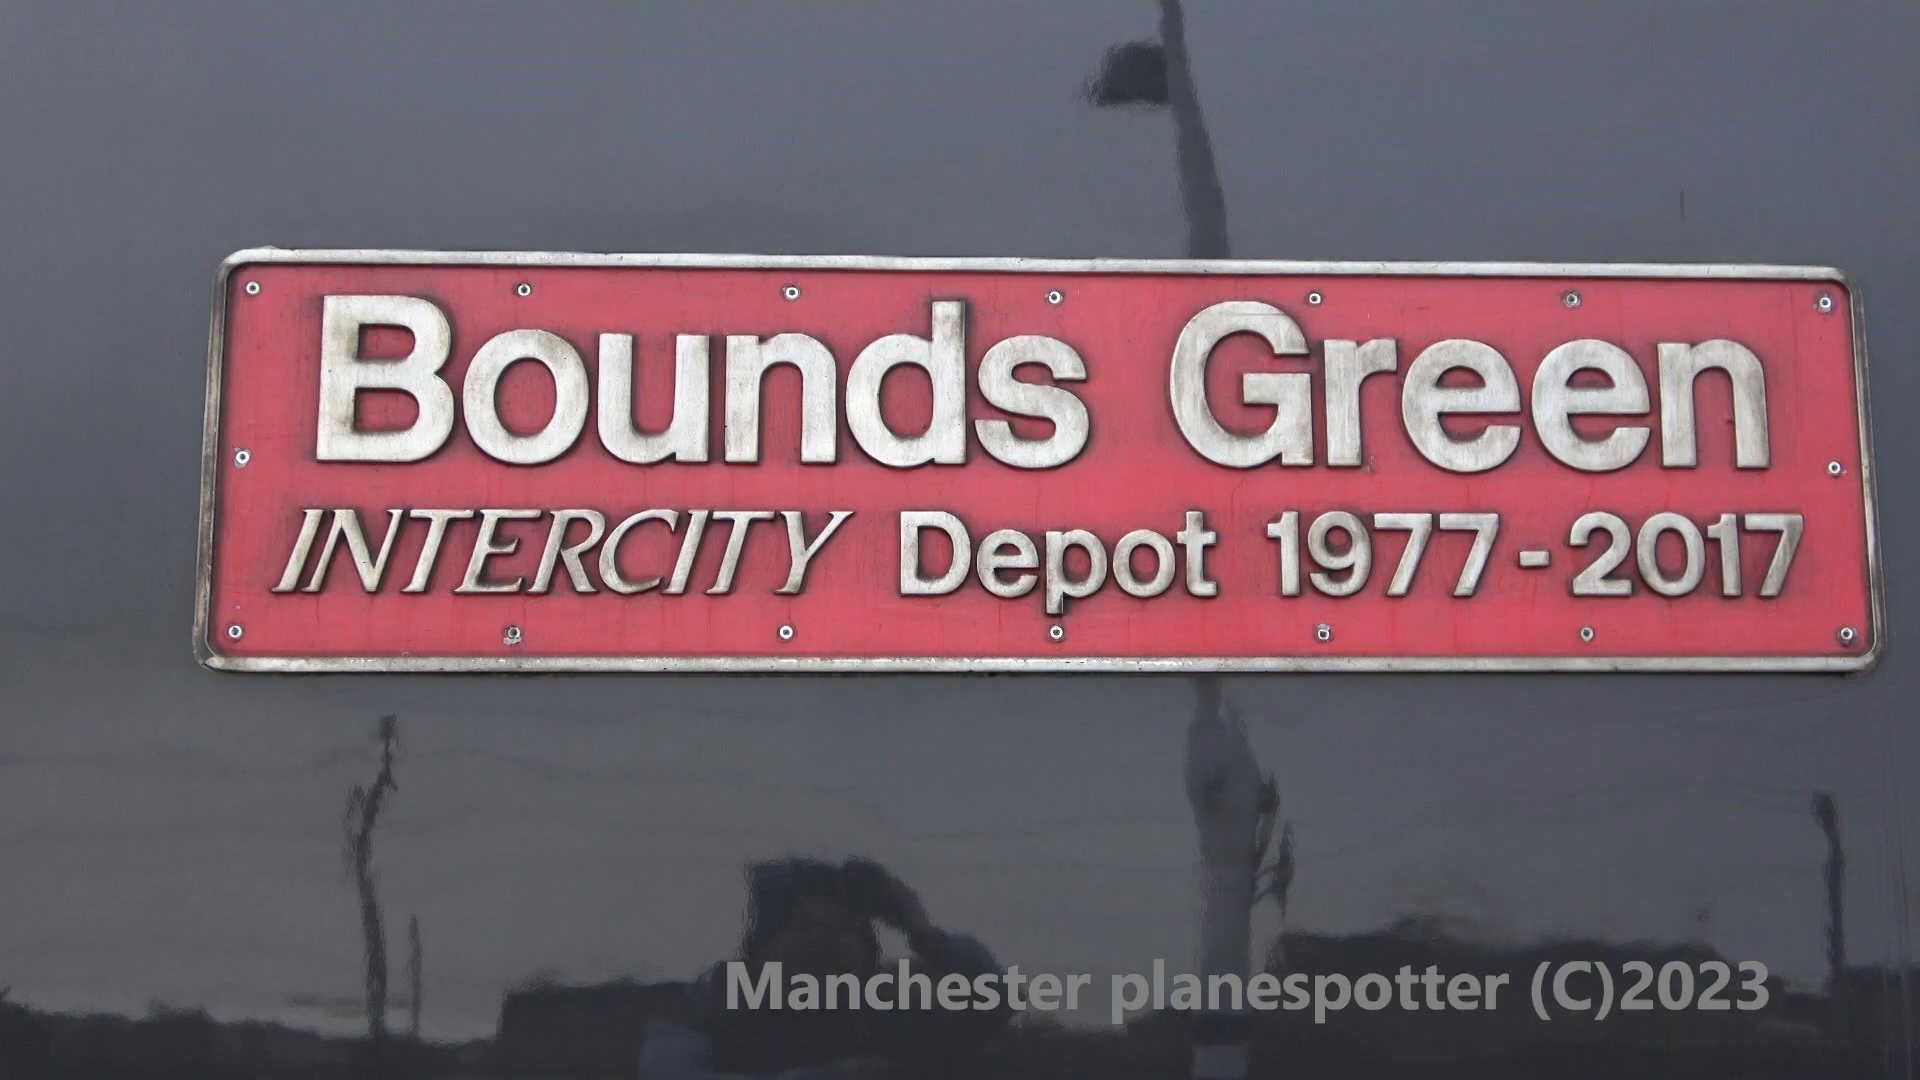 Bounds Green
INTERCITY Depot 1977-2017
Manchester planespotter (C)2023